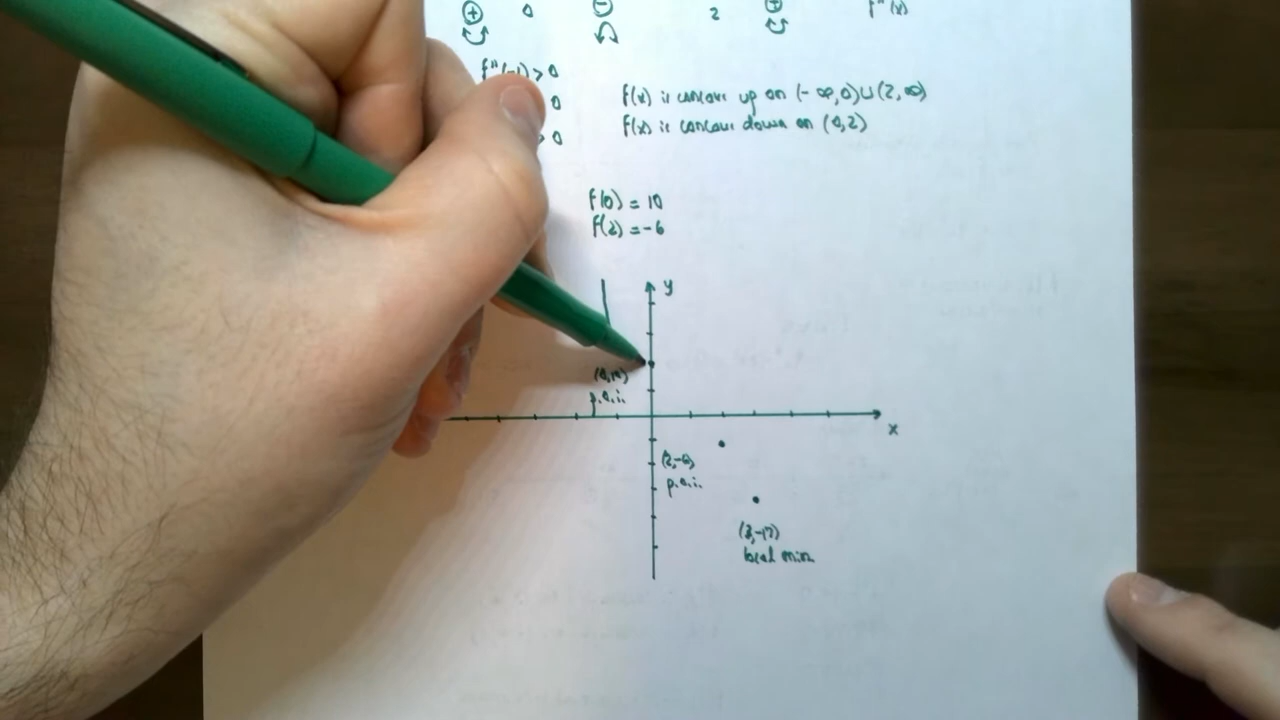 ⊕ 0 ⊖ 2 ⊕ f"(x)
f"(-1) > 0
0
> 0
f(x) is concave up on (-∞,0)∪(2,∞)
f(x) is concave down on (0,2)
f(0) = 10
f(2) = -6
y
(0,10)
p.o.i.
x
(2,-6)
p.o.i.
(3,-17)
local min